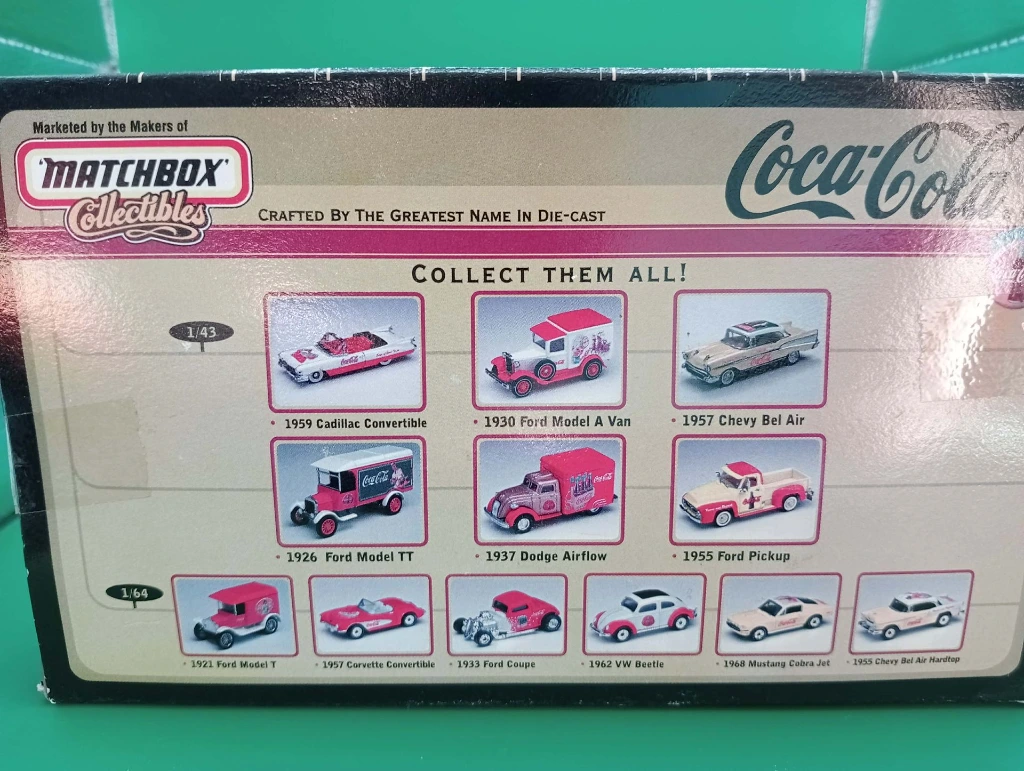 Marketed by the Makers of
'MATCHBOX'
Collectibles
CRAFTED BY THE GREATEST NAME IN DIE-CAST
Coca-Cola
COLLECT THEM ALL!
1/43
• 1959 Cadillac Convertible
• 1930 Ford Model A Van
• 1957 Chevy Bel Air
• 1926 Ford Model TT
• 1937 Dodge Airflow
• 1955 Ford Pickup
1/64
• 1921 Ford Model T
• 1957 Corvette Convertible
• 1933 Ford Coupe
• 1962 VW Beetle
• 1968 Mustang Cobra Jet
• 1955 Chevy Bel Air Hardtop